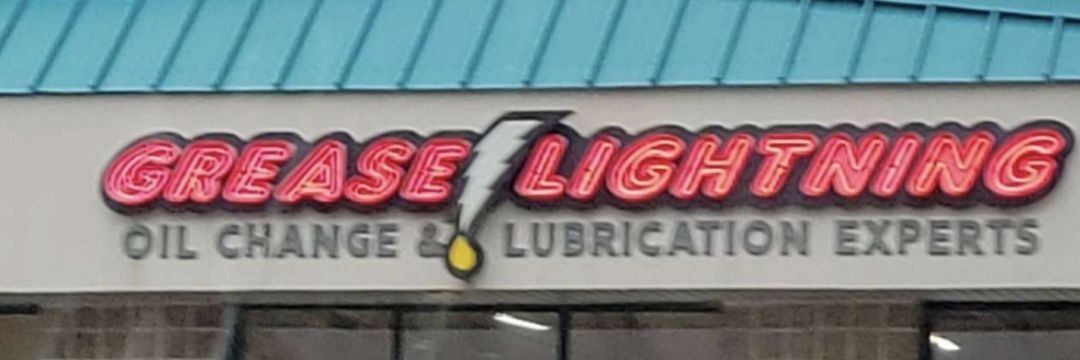 GREASE LIGHTNING
OIL CHANGE & LUBRICATION EXPERTS